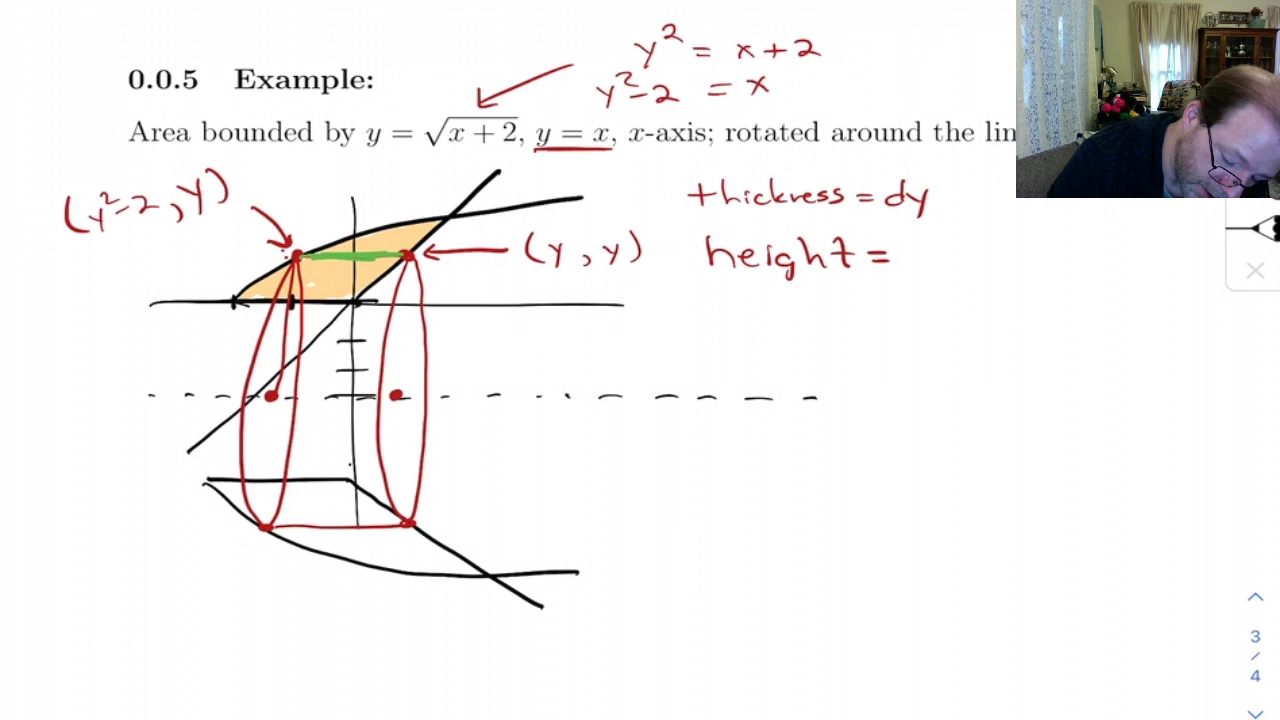 y² = x + 2
0.0.5 Example:
y² - 2 = x
Area bounded by y = √x + 2, y = x, x-axis; rotated around the lin
(y² - 2, y)
thickness = dy
(y, y)
height =
3
/
4